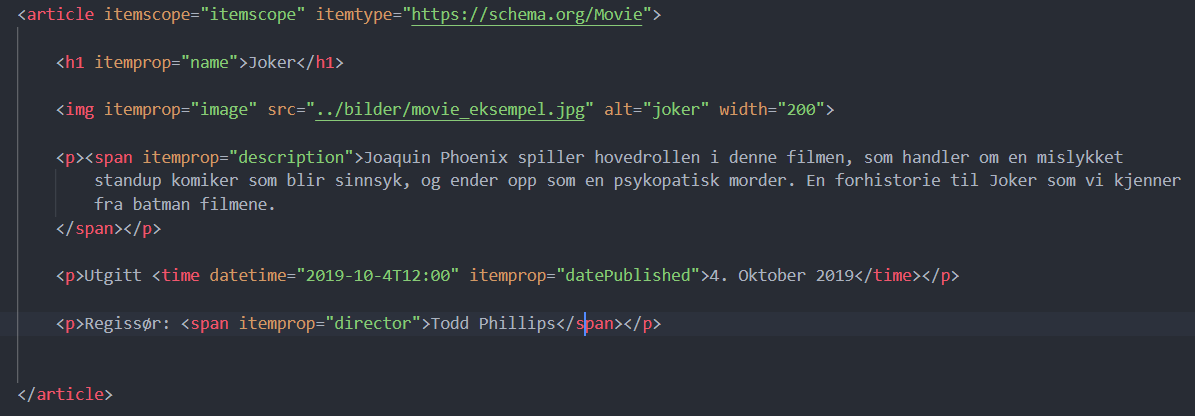 <article itemscope="itemscope" itemtype="https://schema.org/Movie">
<h1 itemprop="name">Joker</h1>
<img itemprop="image" src="../bilder/movie_eksempel.jpg" alt="joker" width="200">
<p><span itemprop="description">Joaquin Phoenix spiller hovedrollen i denne filmen, som handler om en mislykket
standup komiker som blir sinnsyk, og ender opp som en psykopatisk morder. En forhistorie til Joker som vi kjenner
fra batman filmene.
</span></p>
<p>Utgitt <time datetime="2019-10-4T12:00" itemprop="datePublished">4. Oktober 2019</time></p>
<p>Regissør: <span itemprop="director">Todd Phillips</span></p>
</article>